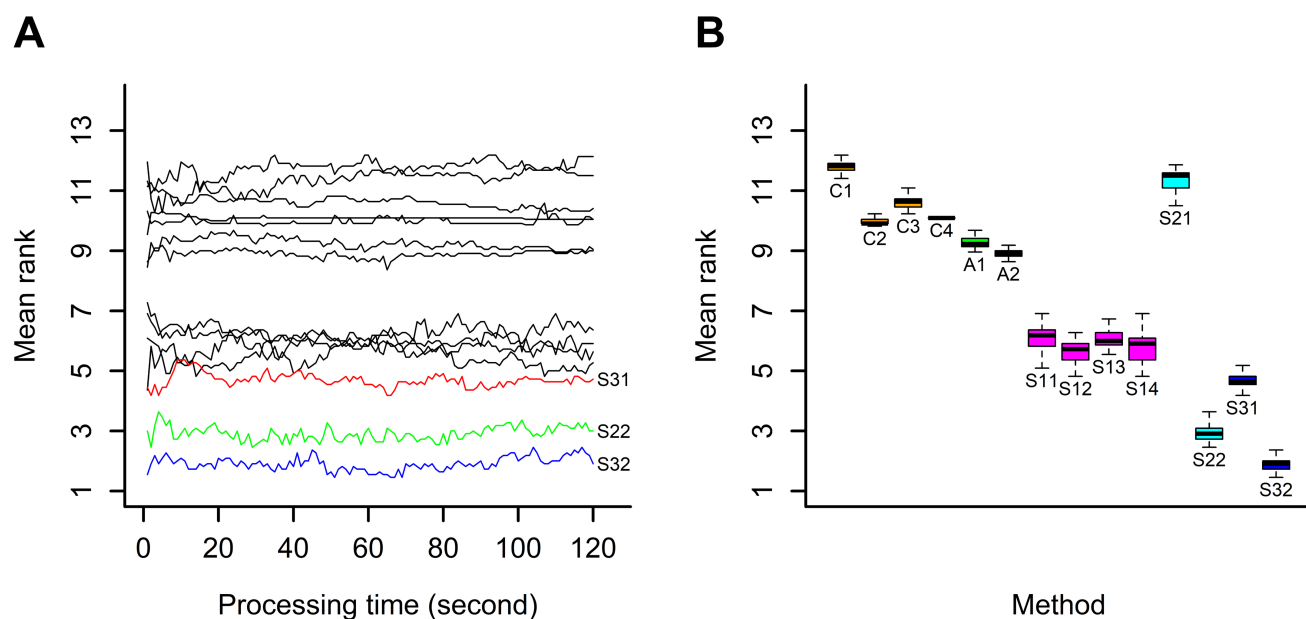 A
B
Mean rank
13
11
9
7
5
3
1
0
20
40
60
80
100
120
Processing time (second)
S31
S22
S32
Mean rank
13
11
9
7
5
3
1
C1
C2
C3
C4
A1
A2
S11
S12
S13
S14
S21
S22
S31
S32
Method